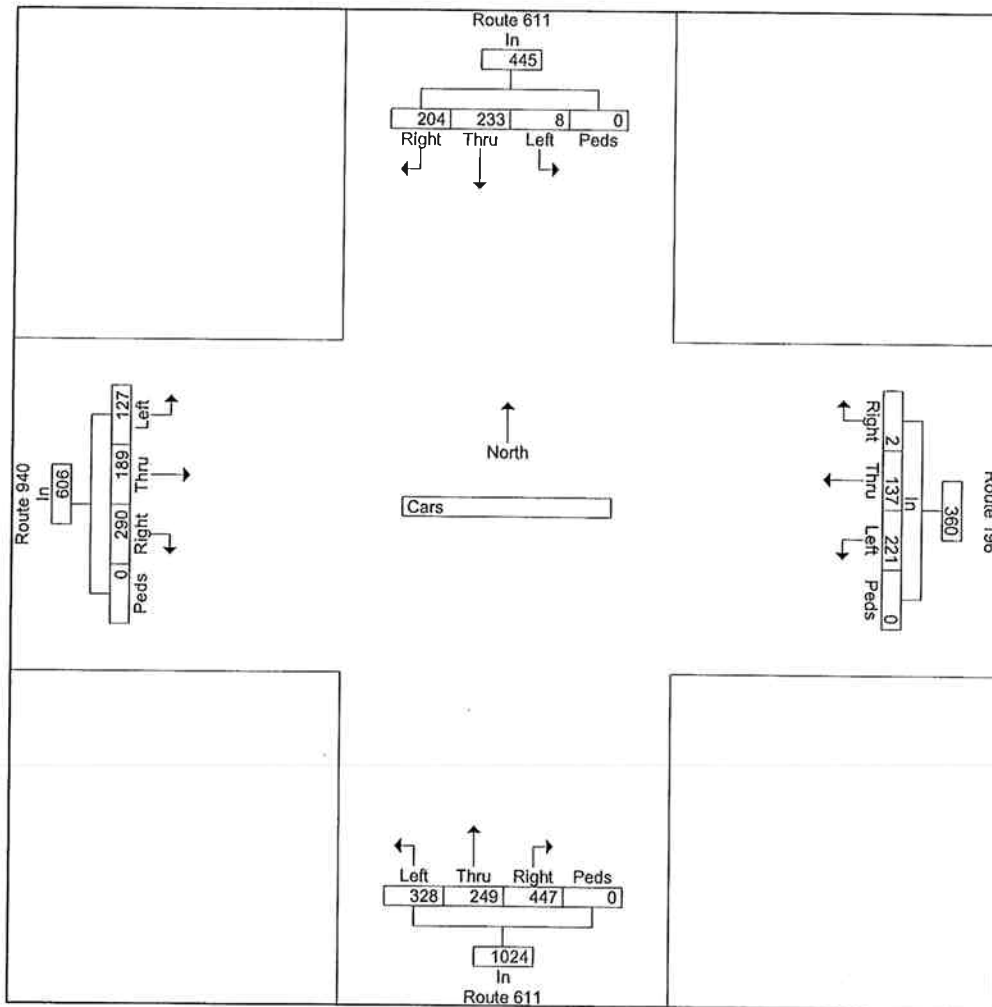 Route 611
In
445
204 233 8 0
Right Thru Left Peds
Route 940
In
606
127 189 290 0
Left Thru Right Peds
North
Cars
Right Thru Left Peds
2 137 221 0
In
360
Route 196
Left Thru Right Peds
328 249 447 0
1024
In
Route 611